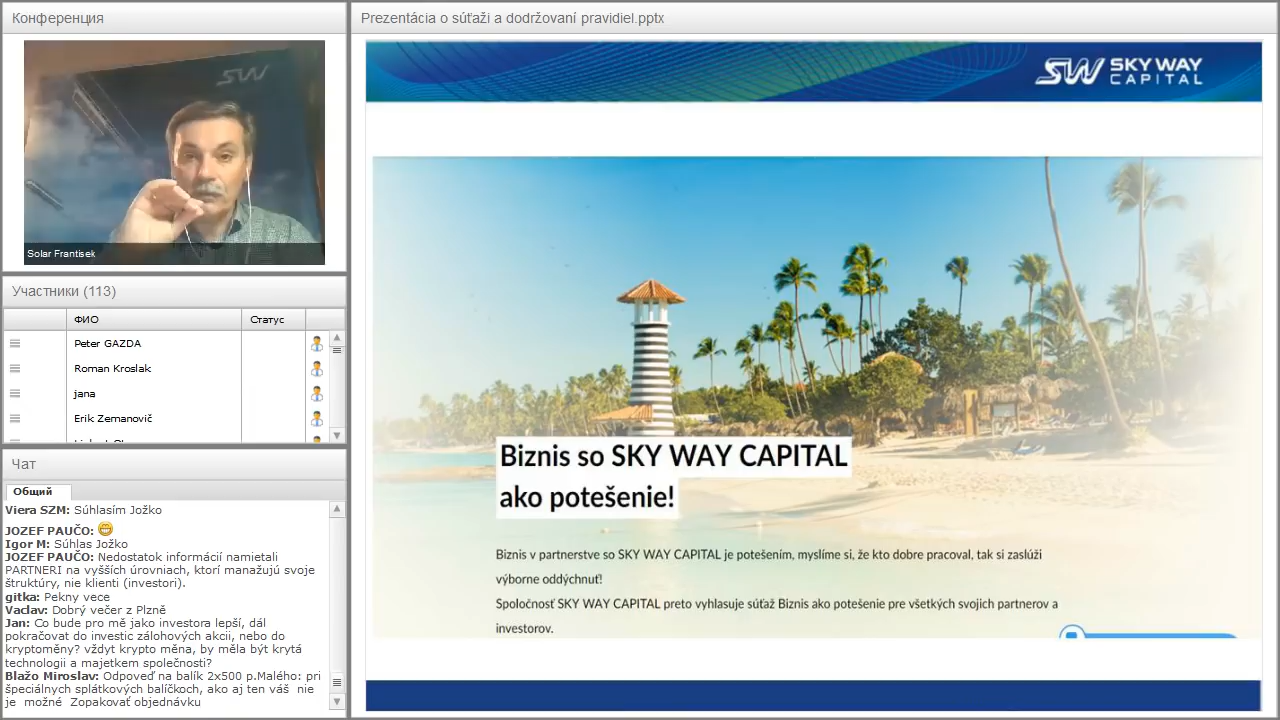 Конференция
SW
Solar Frantisek
Участники (113)
ФИО
Статус
Peter GAZDA
Roman Kroslák
jana
Erik Zemanovič
Чат
Общий
Viera SZM: Súhlasím Jožko
JOZEF PAUČO:
Igor M: Súhlas Jožko
JOZEF PAUČO: Nedostatok informácií namietali
PARTNERI na vyšších úrovniach, ktorí manažujú svoje
štruktúry, nie klienti (investori).
gitka: Pekny vece
Vaclav: Dobrý večer z Plzně
Jan: Co bude pro mé ako investora lepší, dál
pokračovat do investic zálohových akcii, nebo do
kryptoměny? vždyť krypto měna, by měla být krytá
technologii a majetkem společnosti?
Blažo Miroslav: Odpoveď na balík 2x500 p.Malého: pri
špeciálnych splátkových balíčkoch, ako aj ten váš nie
je možné opakovať objednávku
Prezentácia o súťaži a dodržovaní pravidiel.pptx
SW SKY WAY
CAPITAL
Biznis so SKY WAY CAPITAL
ako potešenie!
Biznis v partnerstve so SKY WAY CAPITAL je potešením, myslíme si, že kto dobre pracoval, tak si zaslúži
výborne oddýchnuť!
Spoločnosť SKY WAY CAPITAL preto vyhlasuje súťaž Biznis ako potešenie pre všetkých svojich partnerov a
investorov.